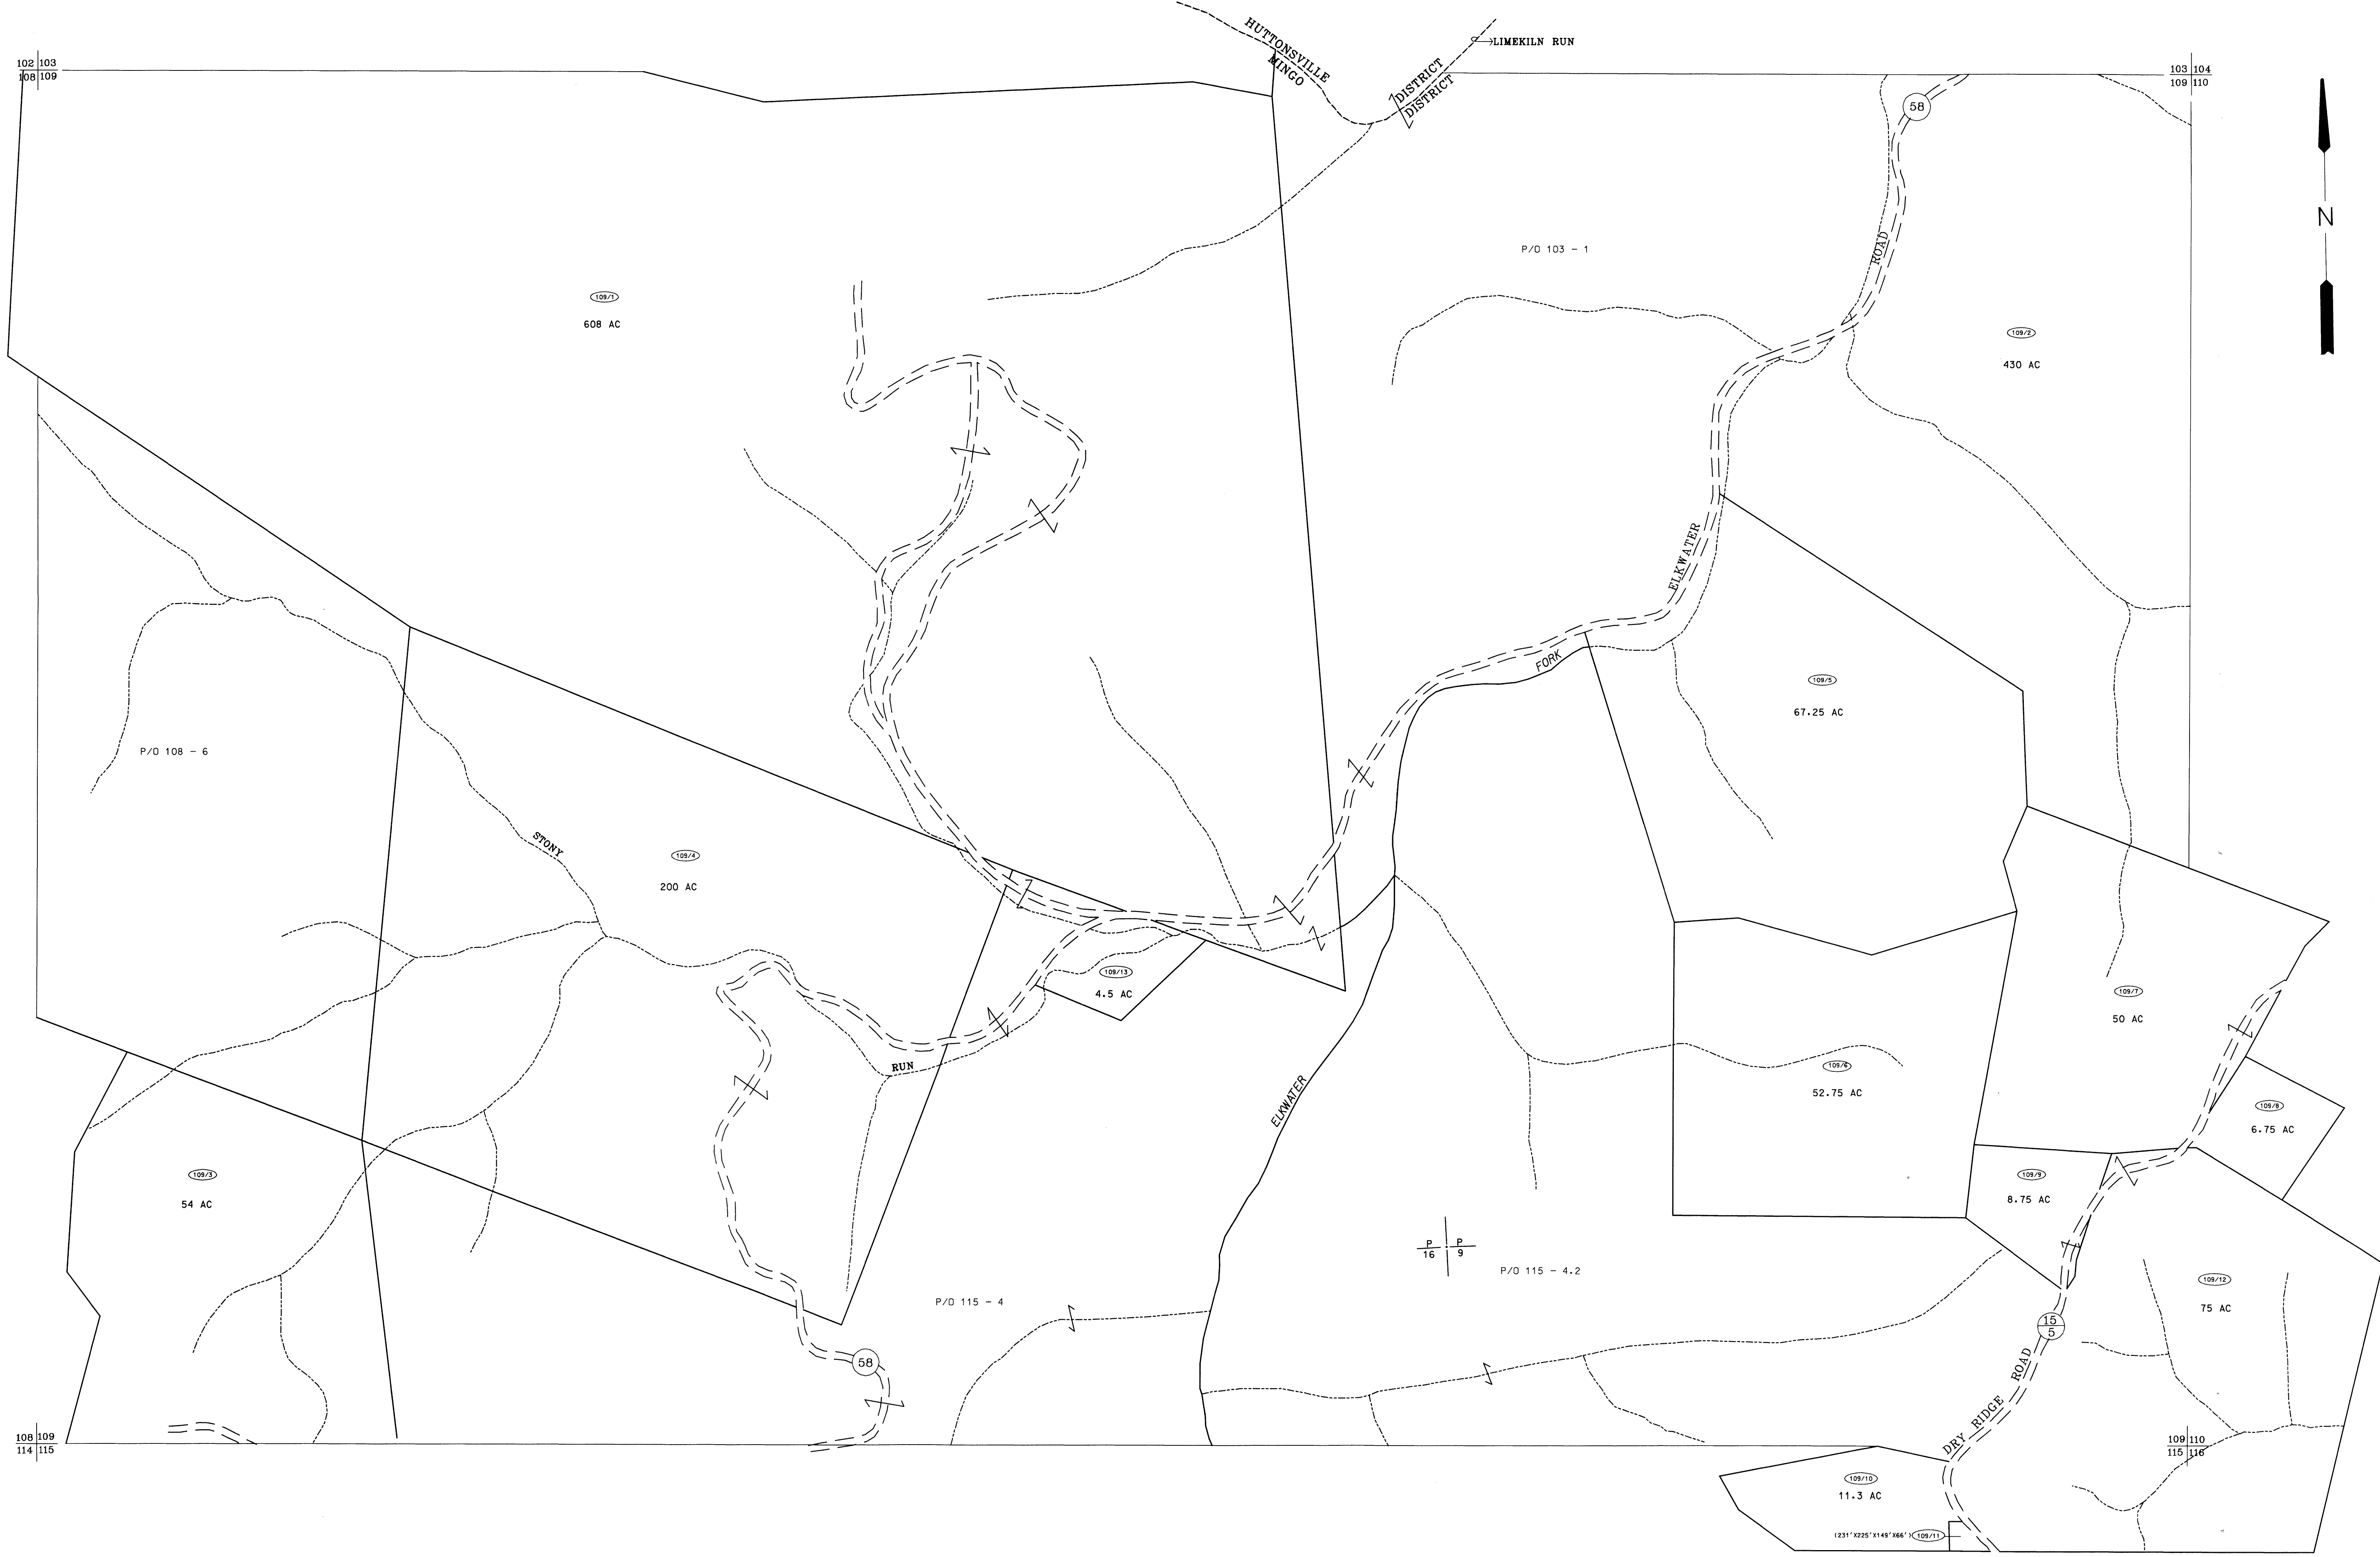 HUTTONSVILLE
MINGO
DISTRICT
DISTRICT
LIMEKILN RUN
102 103
108 109
103 104
109 110
58
N
ROAD
P/O 103 - 1
109/1
608 AC
109/2
430 AC
ELKWATER
FORK
109/5
67.25 AC
P/O 108 - 6
STONY
109/4
200 AC
109/13
4.5 AC
109/7
50 AC
RUN
ELKWATER
109/6
52.75 AC
109/8
6.75 AC
109/3
54 AC
109/9
8.75 AC
P P
16 9
P/O 115 - 4.2
P/O 115 - 4
109/12
75 AC
15
5
58
DRY RIDGE ROAD
108 109
114 115
109 110
115 116
109/10
11.3 AC
(231'X225'X149'X66') 109/11